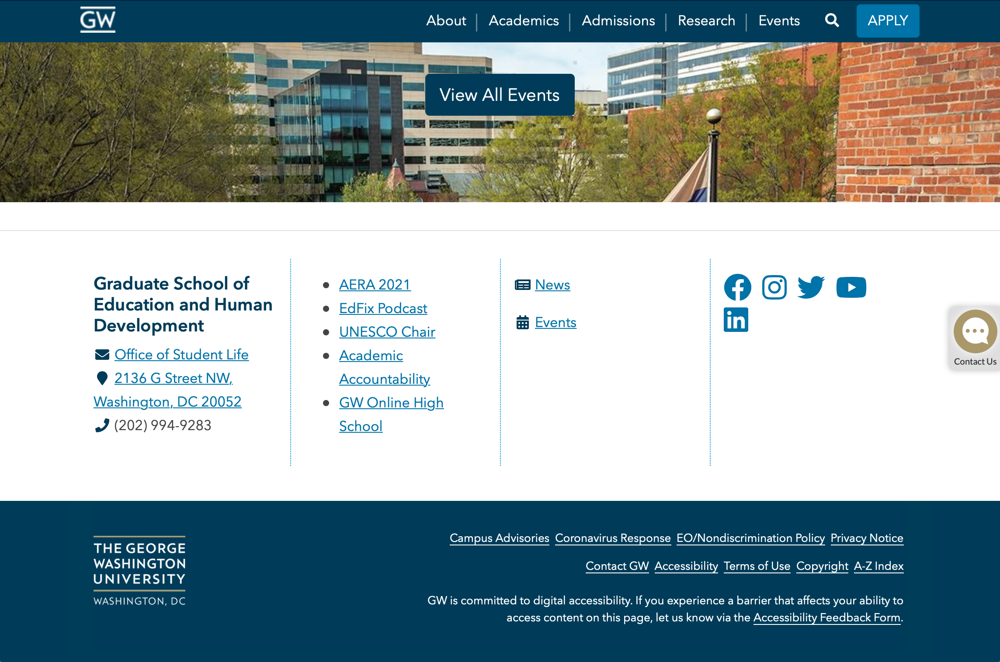 GW
About
Academics
Admissions
Research
Events
APPLY
View All Events
Graduate School of
Education and Human
Development
Office of Student Life
2136 G Street NW,
Washington, DC 20052
(202) 994-9283
AERA 2021
EdFix Podcast
UNESCO Chair
Academic
Accountability
GW Online High
School
News
Events
Contact Us
THE GEORGE
WASHINGTON
UNIVERSITY
WASHINGTON, DC
Campus Advisories Coronavirus Response EO/Nondiscrimination Policy Privacy Notice
Contact GW Accessibility Terms of Use Copyright A-Z Index
GW is committed to digital accessibility. If you experience a barrier that affects your ability to
access content on this page, let us know via the Accessibility Feedback Form.